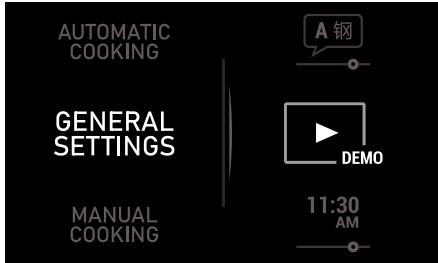 AUTOMATIC
COOKING
A 钢
GENERAL
SETTINGS
DEMO
MANUAL
COOKING
11:30
AM